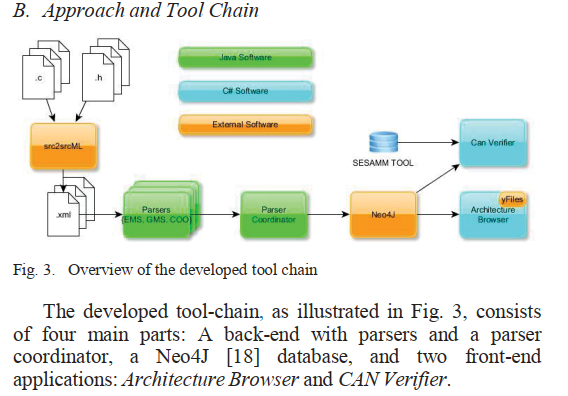 B. Approach and Tool Chain
.c
.h
Java Software
C# Software
External Software
src2srcML
SESAMM TOOL
Can Verifier
.xml
Parsers
(EMS, GMS, COO)
Parser
Coordinator
Neo4J
yFiles
Architecture
Browser
Fig. 3. Overview of the developed tool chain
The developed tool-chain, as illustrated in Fig. 3, consists
of four main parts: A back-end with parsers and a parser
coordinator, a Neo4J [18] database, and two front-end
applications: Architecture Browser and CAN Verifier.